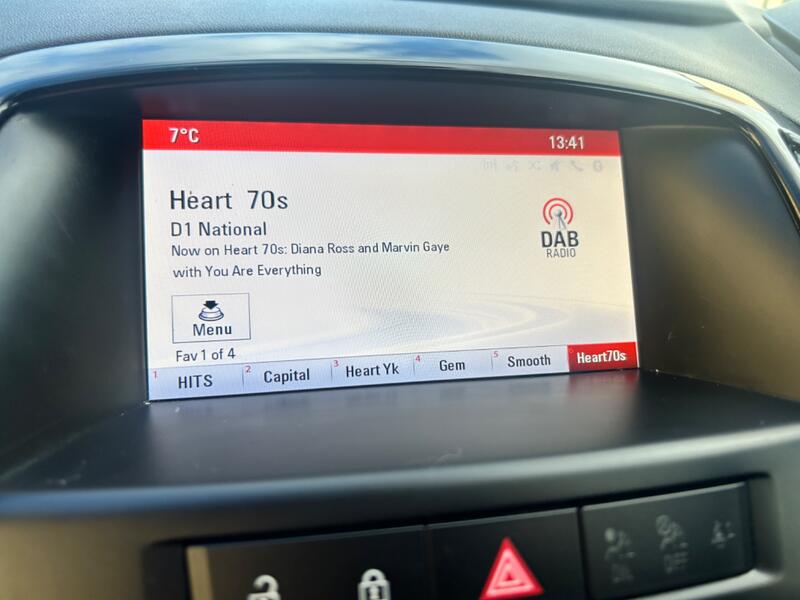 7°C
13:41
Heart 70s
D1 National
Now on Heart 70s: Diana Ross and Marvin Gaye
with You Are Everything
DAB
RADIO
Menu
Fav 1 of 4
1 HITS
2 Capital
3 Heart Yk
4 Gem
5 Smooth
Heart70s